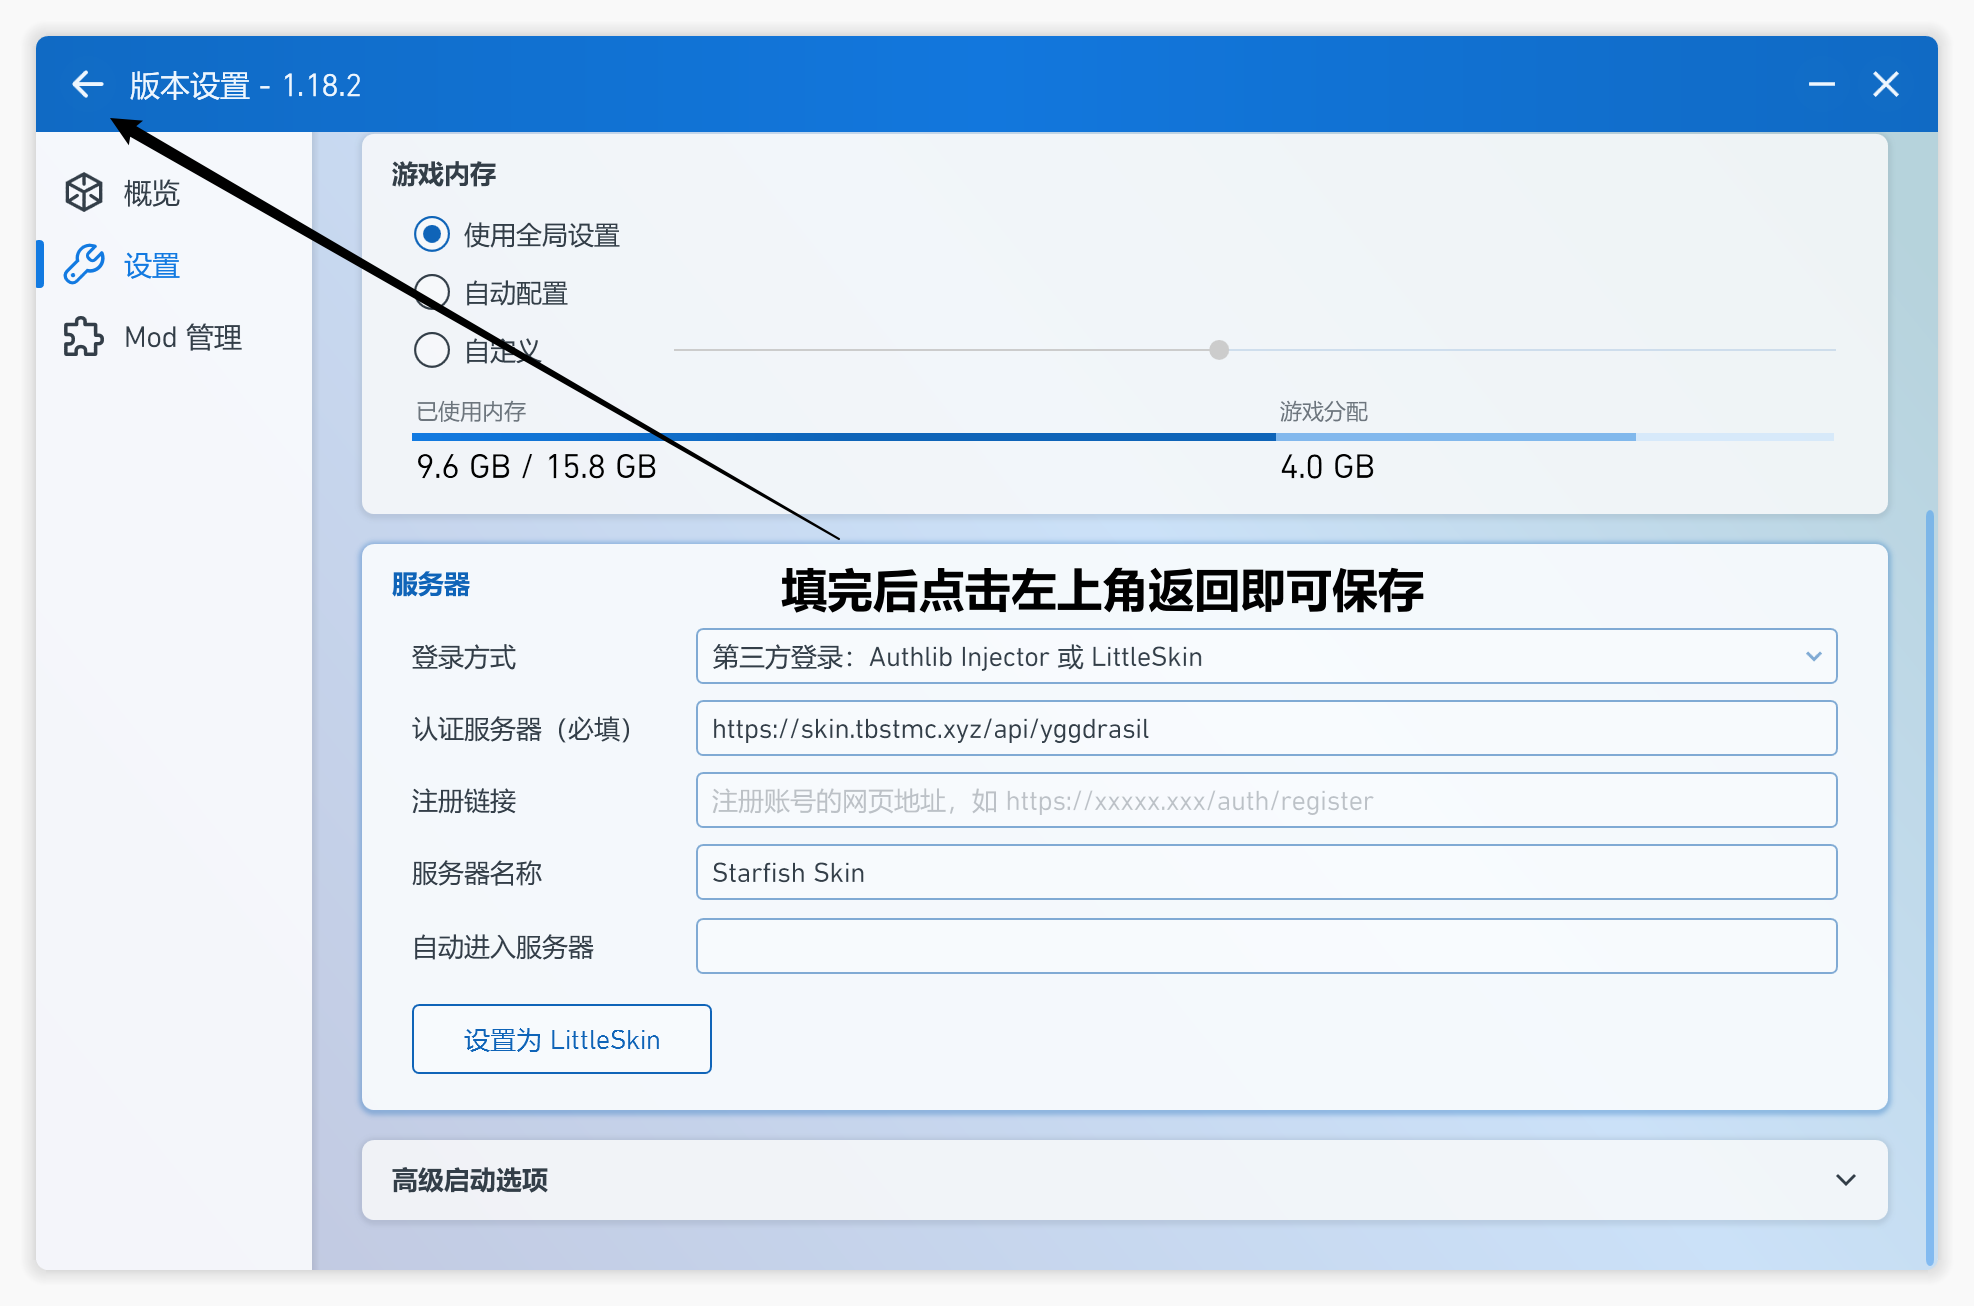 版本设置 - 1.18.2
概览
设置
Mod 管理
游戏内存
使用全局设置
自动配置
自定义
已使用内存 游戏分配
9.6 GB / 15.8 GB 4.0 GB
服务器
填完后点击左上角返回即可保存
登录方式 第三方登录：Authlib Injector 或 LittleSkin
认证服务器（必填） https://skin.tbstmc.xyz/api/yggdrasil
注册链接 注册账号的网页地址，如 https://xxxxx.xxx/auth/register
服务器名称 Starfish Skin
自动进入服务器
设置为 LittleSkin
高级启动选项